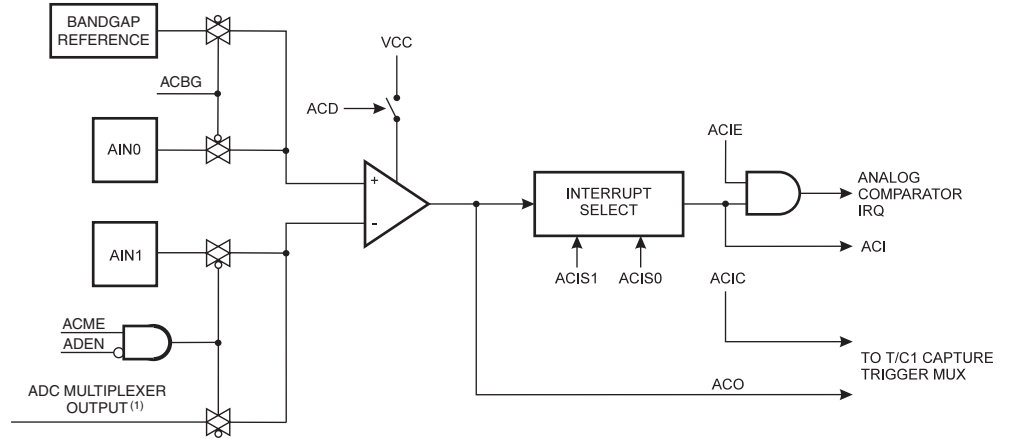 BANDGAP
REFERENCE
VCC
ACBG
ACD
ACIE
AIN0
+
-
INTERRUPT
SELECT
ANALOG
COMPARATOR
IRQ
AIN1
ACI
ACIS1
ACIS0
ACIC
ACME
ADEN
TO T/C1 CAPTURE
TRIGGER MUX
ADC MULTIPLEXER
OUTPUT (1)
ACO